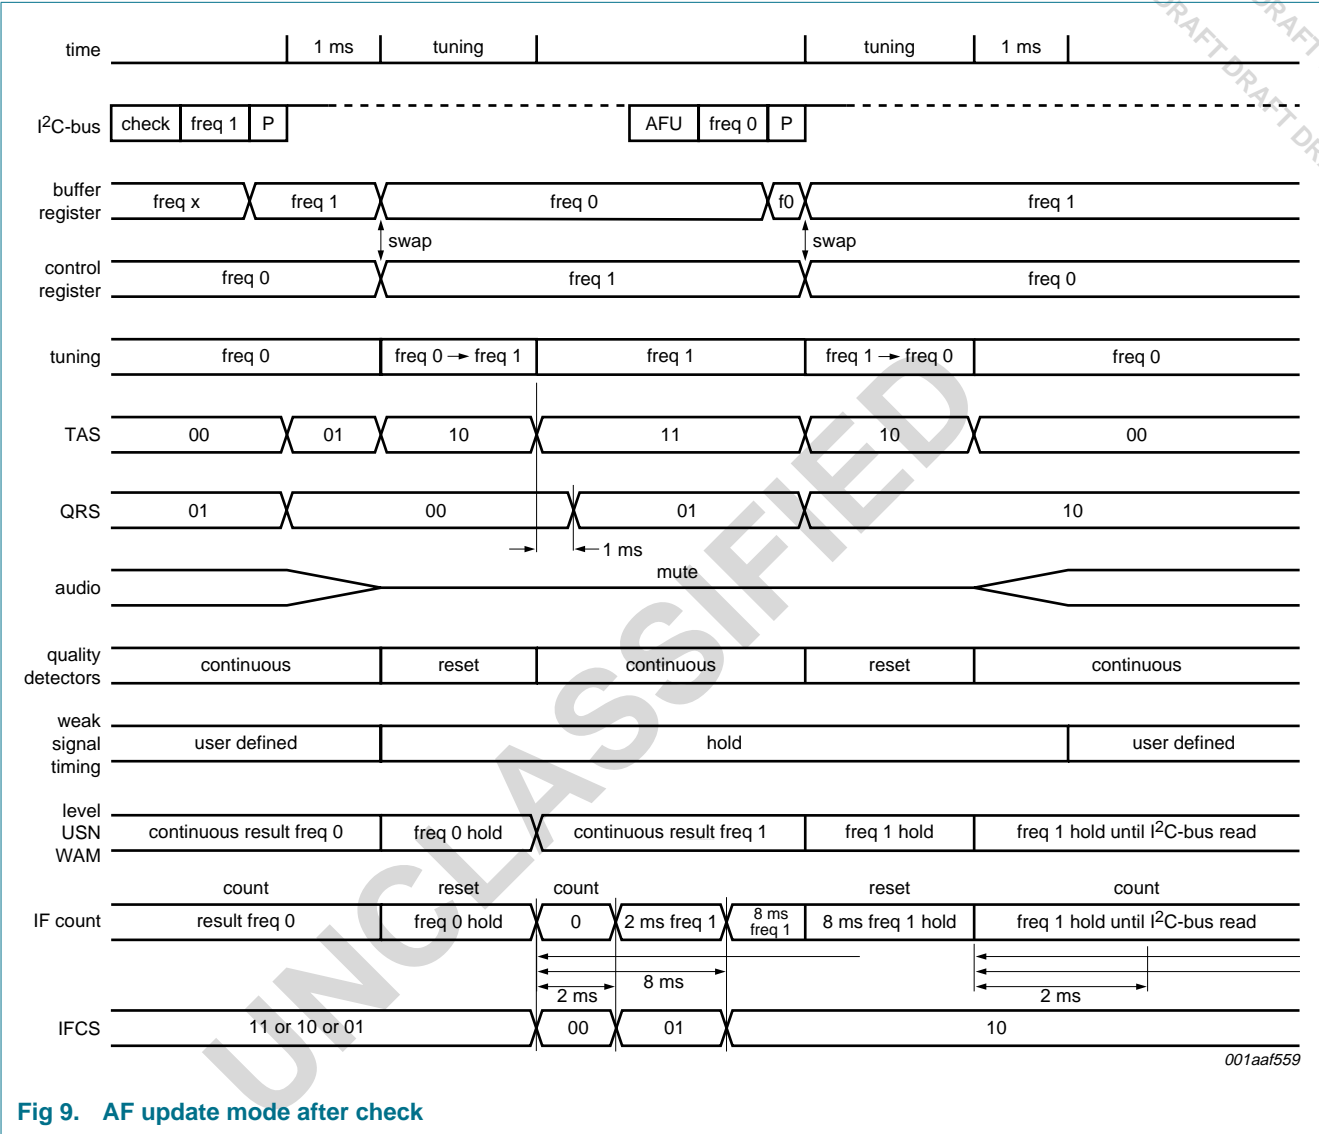 DRAFT DRAFT DRAFT
DRAFT
time 1 ms tuning tuning 1 ms
I2C-bus check freq 1 P AFU freq 0 P
buffer register freq x freq 1 freq 0 f0 freq 1
swap swap
control register freq 0 freq 1 freq 0
tuning freq 0 freq 0 → freq 1 freq 1 freq 1 → freq 0 freq 0
TAS 00 01 10 11 10 00
QRS 01 00 01 10
1 ms
audio mute
quality detectors continuous reset continuous reset continuous
weak signal timing user defined hold user defined
level USN WAM continuous result freq 0 freq 0 hold continuous result freq 1 freq 1 hold freq 1 hold until I2C-bus read
count reset count reset count
IF count result freq 0 freq 0 hold 0 2 ms freq 1 8 ms freq 1 8 ms freq 1 hold freq 1 hold until I2C-bus read
8 ms
2 ms 2 ms
IFCS 11 or 10 or 01 00 01 10
001aaf559
UNCLASSIFIED
Fig 9. AF update mode after check